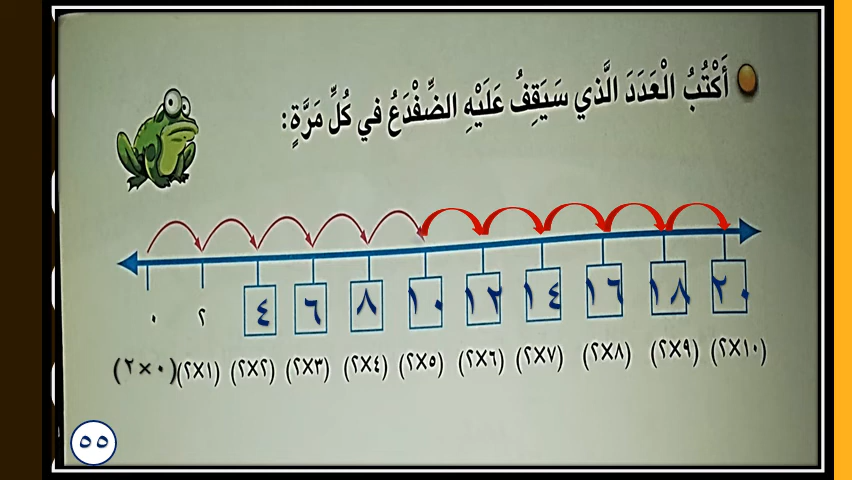 أَكْتُبُ الْعَدَدَ الَّذي سَيَقِفُ عَلَيْهِ الضِّفْدَعُ في كُلِّ مَرَّةٍ:
٠ ٢ ٤ ٦ ٨ ١٠ ١٢ ١٤ ١٦ ١٨ ٢٠
(٢×٠) (٢×١) (٢×٢) (٢×٣) (٢×٤) (٢×٥) (٢×٦) (٢×٧) (٢×٨) (٢×٩) (٢×١٠)
٥٥